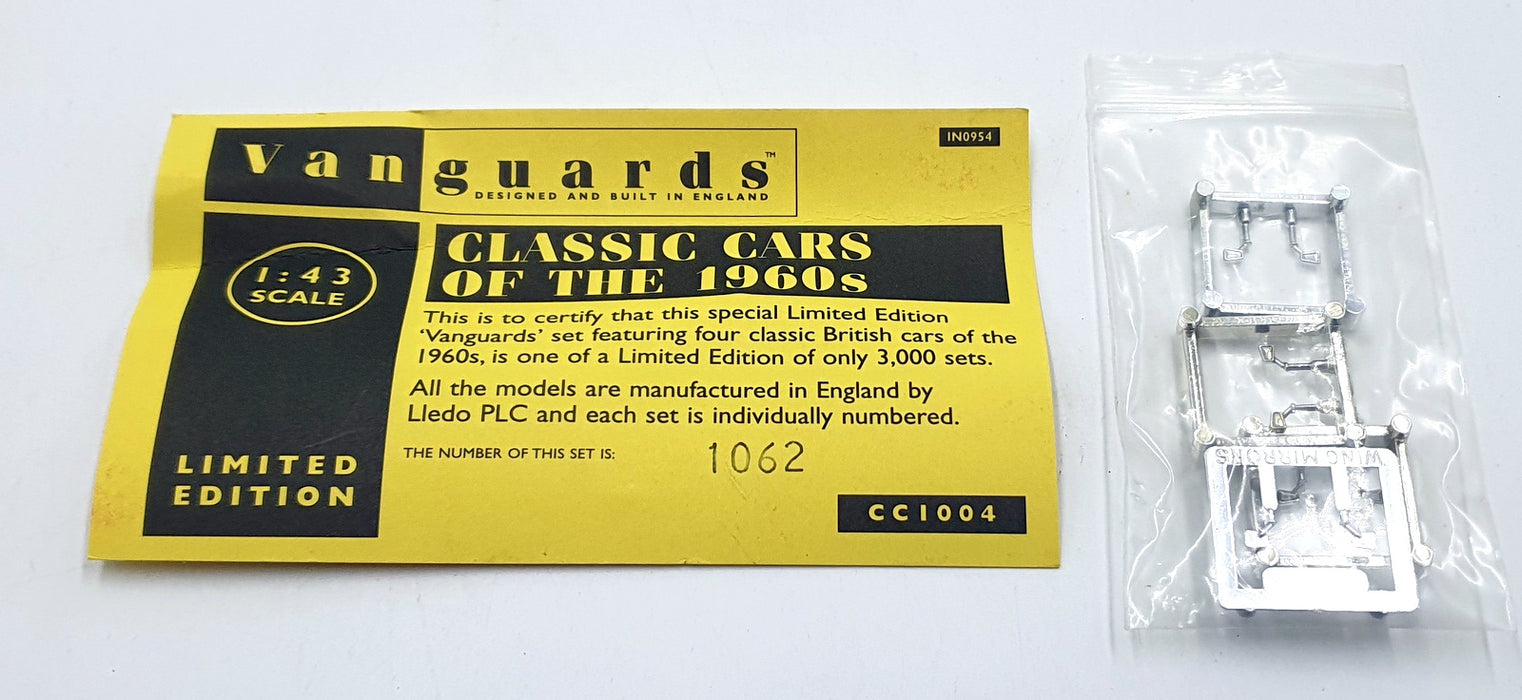 Vanguards™
DESIGNED AND BUILT IN ENGLAND
IN0954
1:43
SCALE
CLASSIC CARS
OF THE 1960s
This is to certify that this special Limited Edition
‘Vanguards’ set featuring four classic British cars of the
1960s, is one of a Limited Edition of only 3,000 sets.
All the models are manufactured in England by
Lledo PLC and each set is individually numbered.
THE NUMBER OF THIS SET IS: 1062
LIMITED
EDITION
CC1004
WING MIRRORS